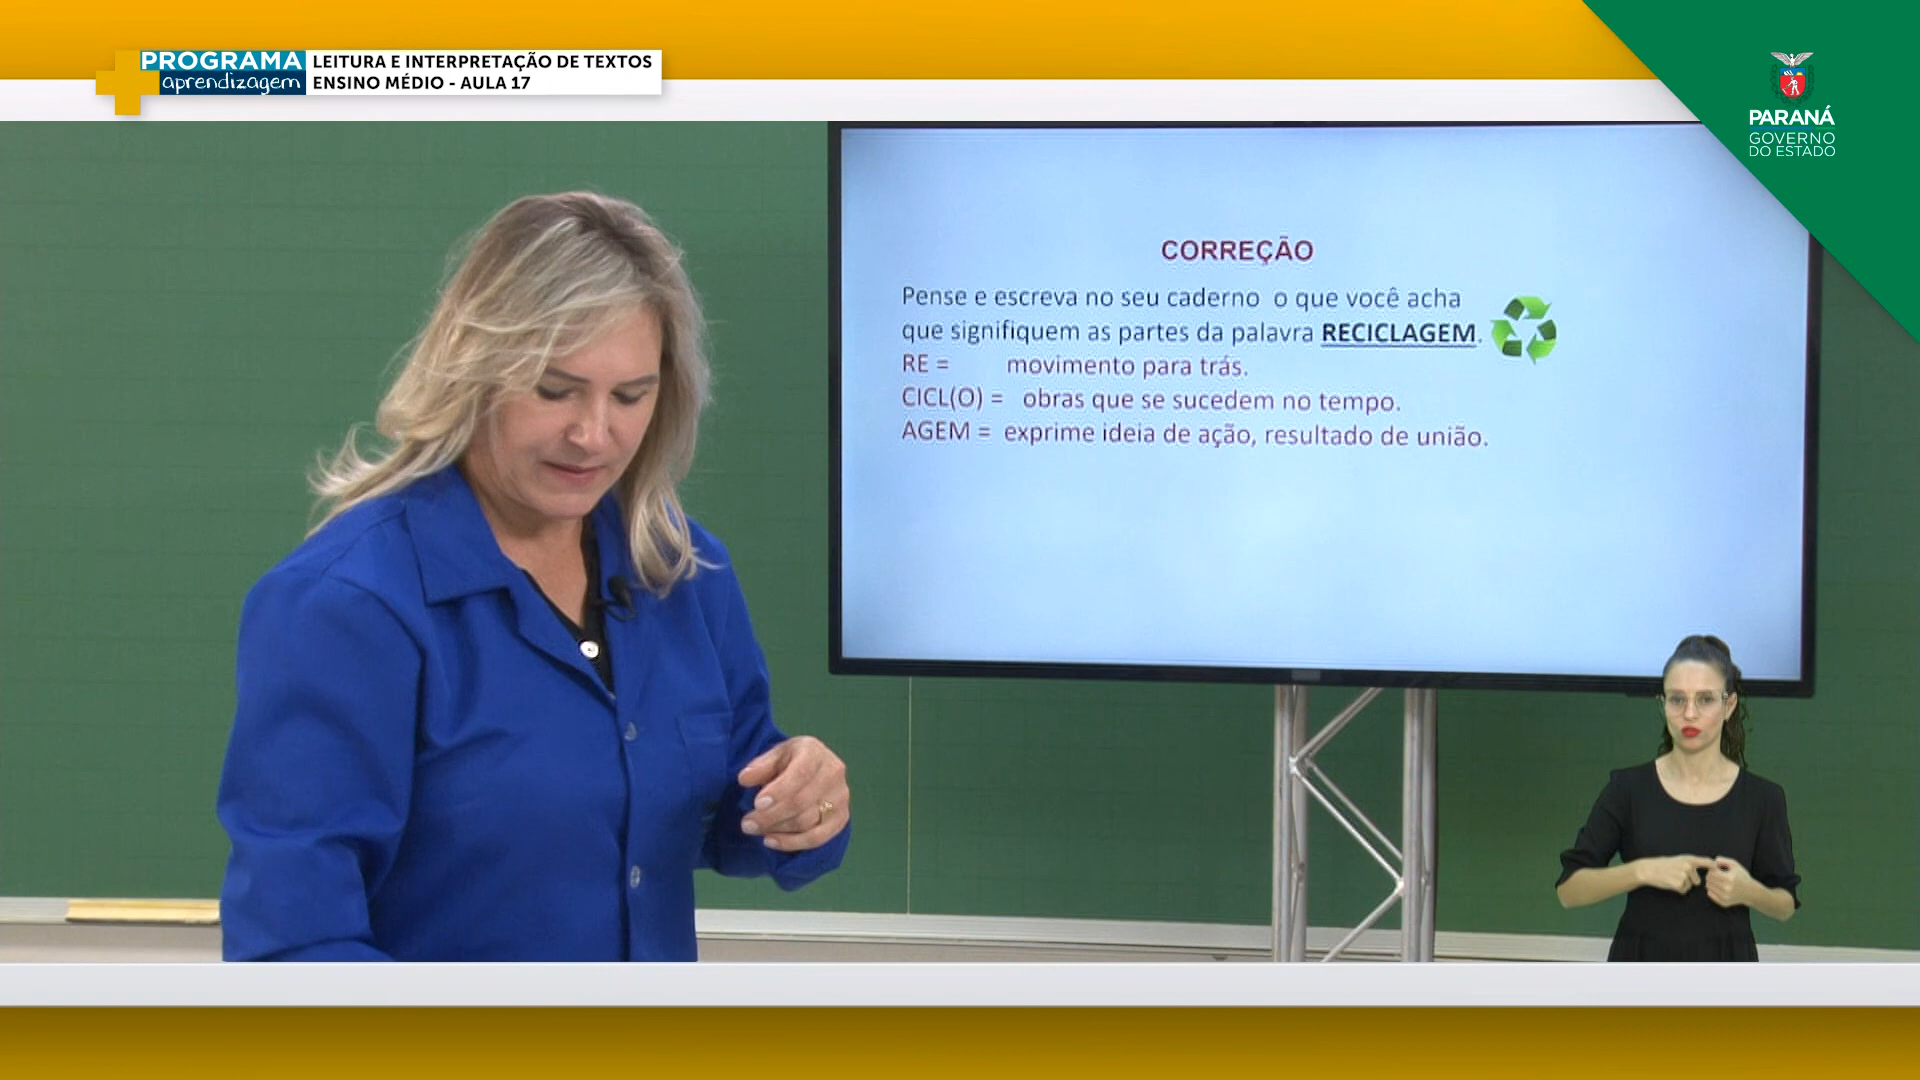 PROGRAMA
aprendizagem
LEITURA E INTERPRETAÇÃO DE TEXTOS
ENSINO MÉDIO - AULA 17
PARANÁ
GOVERNO
DO ESTADO
CORREÇÃO
Pense e escreva no seu caderno o que você acha
que signifiquem as partes da palavra RECICLAGEM.
RE = movimento para trás.
CICL(O) = obras que se sucedem no tempo.
AGEM = exprime ideia de ação, resultado de união.